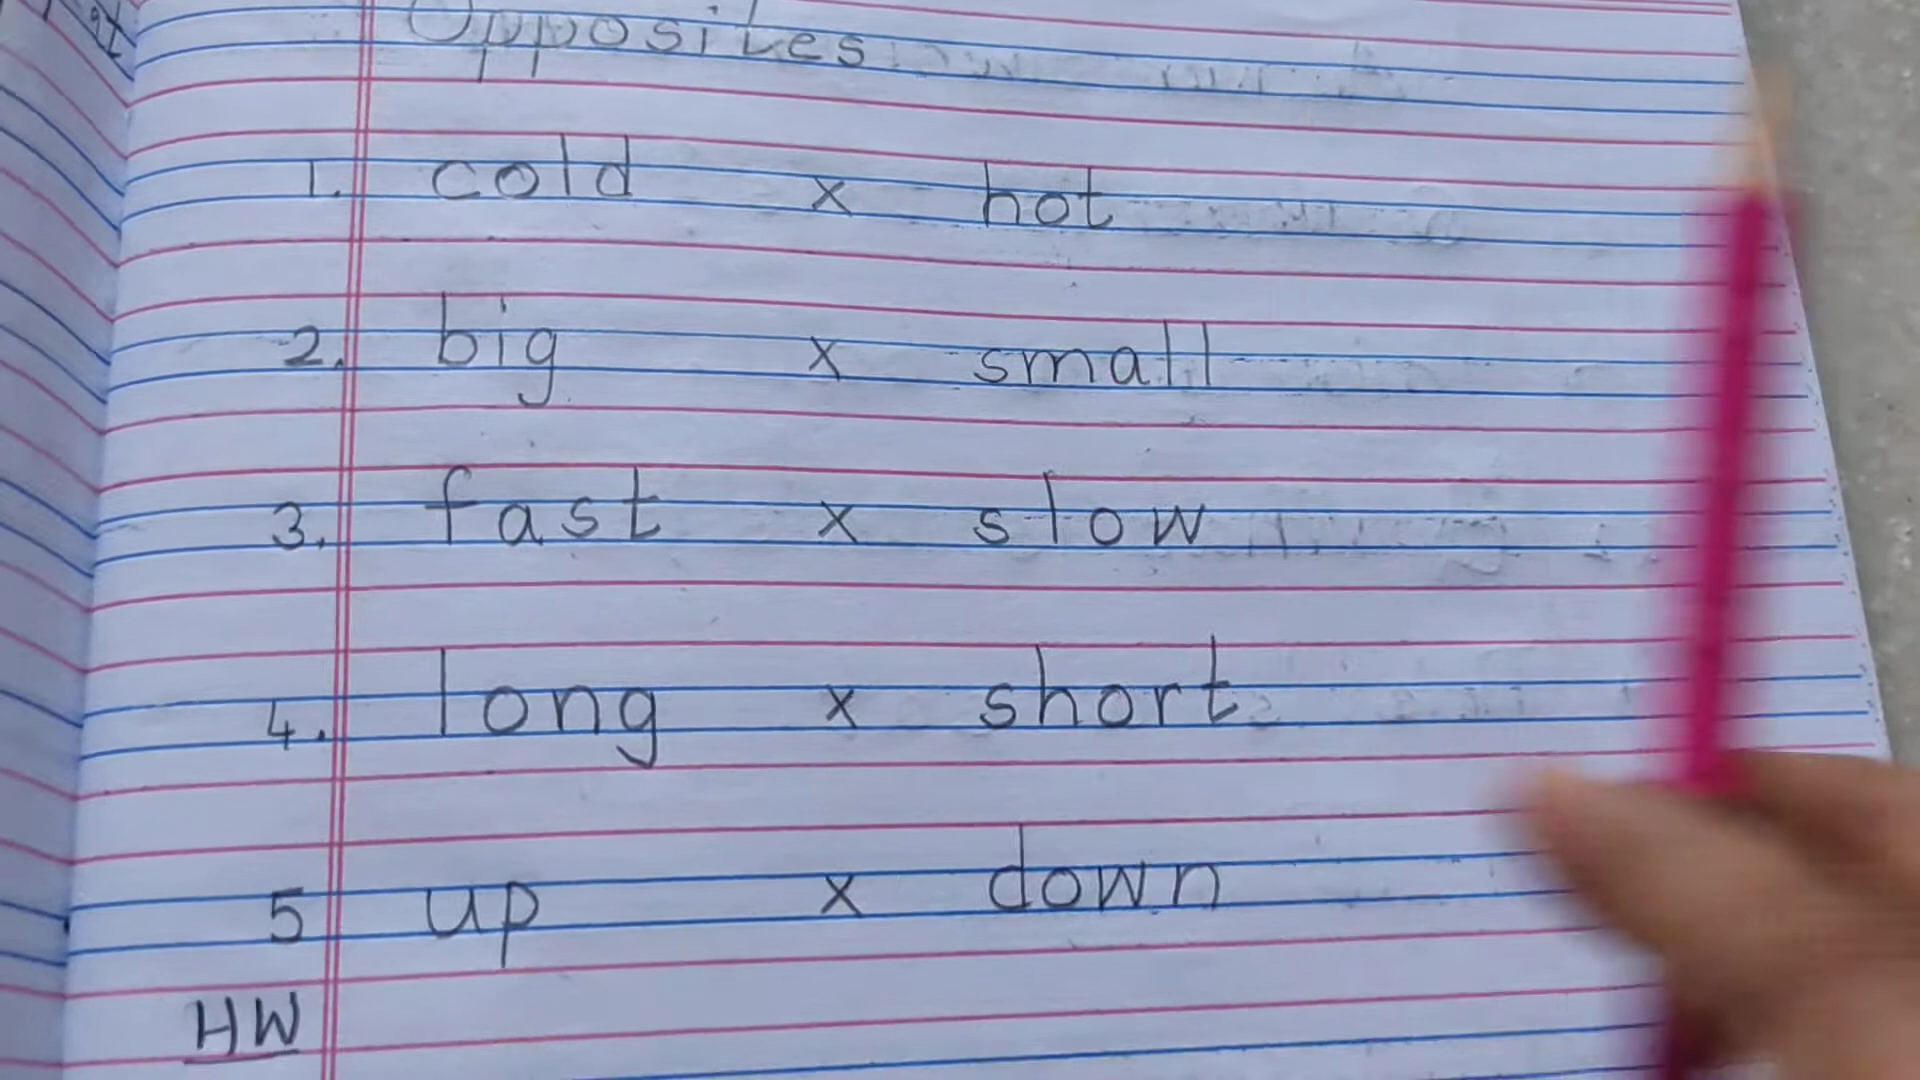 Opposites
1. cold x hot
2. big x small
3. fast x slow
4. long x short
5 up x down
HW